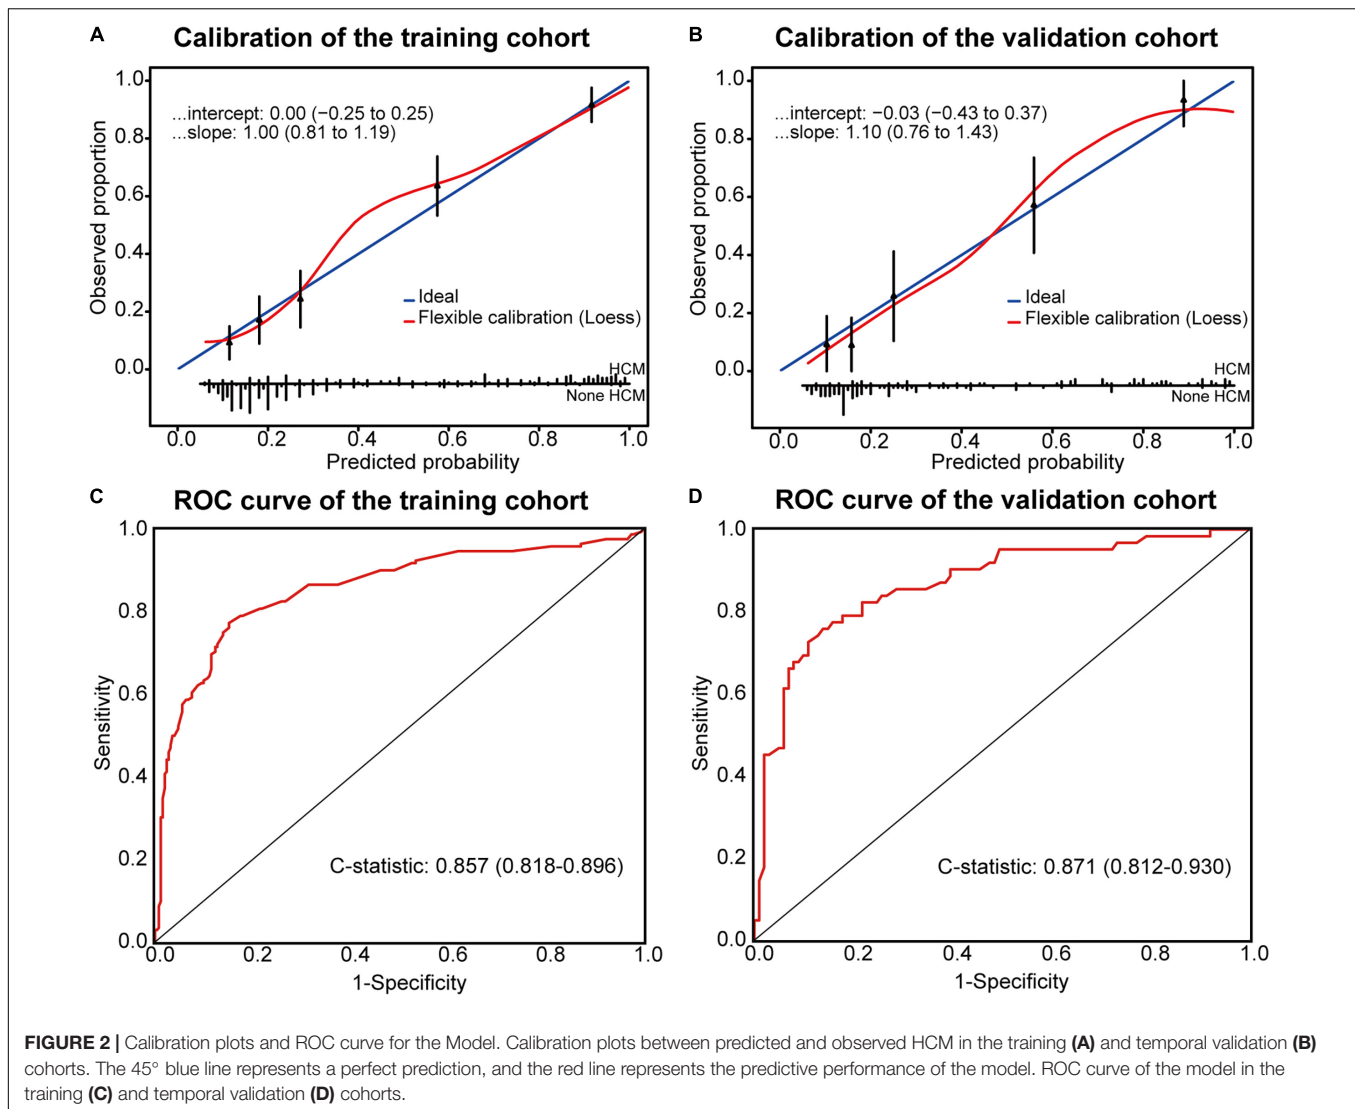 A
Calibration of the training cohort
1.0
0.8
0.6
0.4
0.2
0.0
Observed proportion
...intercept: 0.00 (−0.25 to 0.25)
...slope: 1.00 (0.81 to 1.19)
Ideal
Flexible calibration (Loess)
HCM
None HCM
0.0 0.2 0.4 0.6 0.8 1.0
Predicted probability
B
Calibration of the validation cohort
1.0
0.8
0.6
0.4
0.2
0.0
Observed proportion
...intercept: −0.03 (−0.43 to 0.37)
...slope: 1.10 (0.76 to 1.43)
Ideal
Flexible calibration (Loess)
HCM
None HCM
0.0 0.2 0.4 0.6 0.8 1.0
Predicted probability
C
ROC curve of the training cohort
1.0
0.8
0.6
0.4
0.2
0.0
Sensitivity
C-statistic: 0.857 (0.818-0.896)
0.0 0.2 0.4 0.6 0.8 1.0
1-Specificity
D
ROC curve of the validation cohort
1.0
0.8
0.6
0.4
0.2
0.0
Sensitivity
C-statistic: 0.871 (0.812-0.930)
0.0 0.2 0.4 0.6 0.8 1.0
1-Specificity
FIGURE 2 | Calibration plots and ROC curve for the Model. Calibration plots between predicted and observed HCM in the training (A) and temporal validation (B)
cohorts. The 45° blue line represents a perfect prediction, and the red line represents the predictive performance of the model. ROC curve of the model in the
training (C) and temporal validation (D) cohorts.